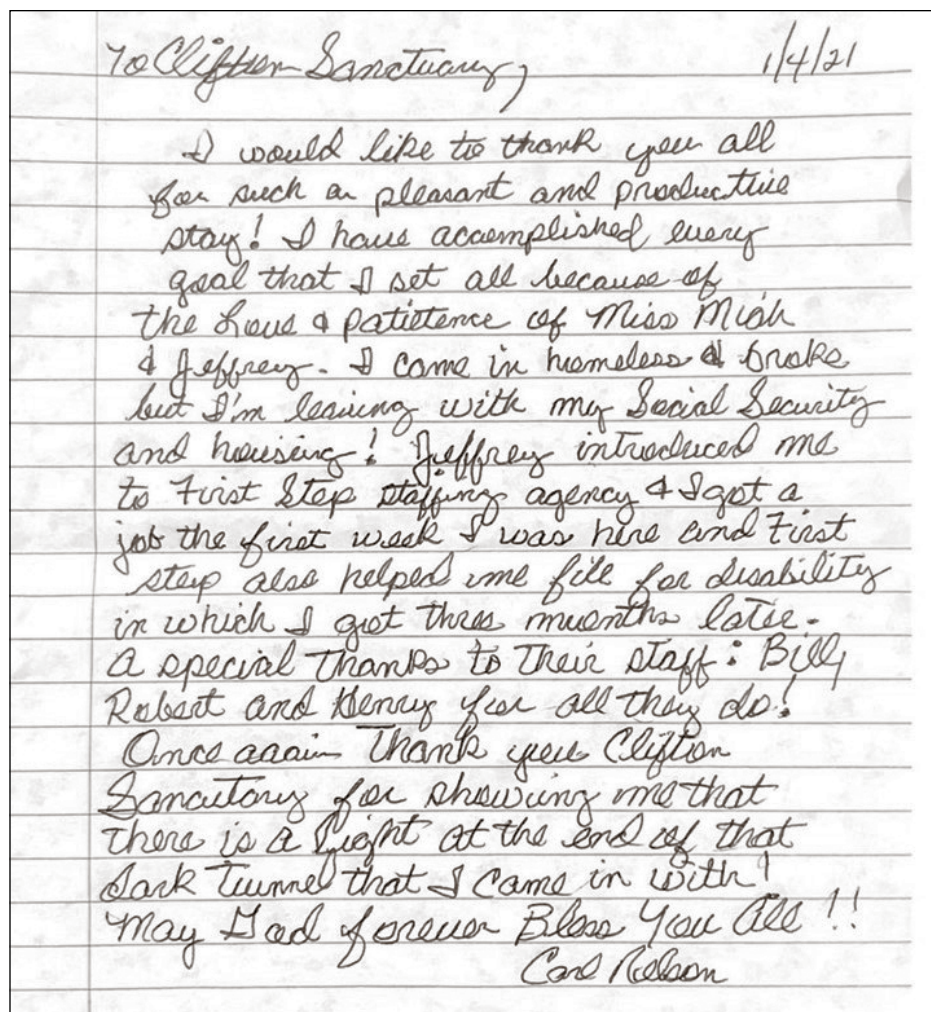 To Clifton Sanctuary, 1/4/21
I would like to thank you all
for such a pleasant and productive
stay! I have accomplished every
goal that I set all because of
the Love & patietence of Miss Miah
& Jeffrey. I came in homeless & broke
but I'm leaving with my Social Security
and housing! Jeffrey introduced me
to First Step staffing agency & I got a
job the first week I was here and First
step also helped me file for disability
in which I got three months later.
A special Thanks to Their staff: Billy
Robert and Henry for all they do!
Once again Thank you Clifton
Sancutory for showing me that
there is a Light at the end of that
dark Tunnel that I came in with!
May God forever Bless You All!!
Carl Nelson